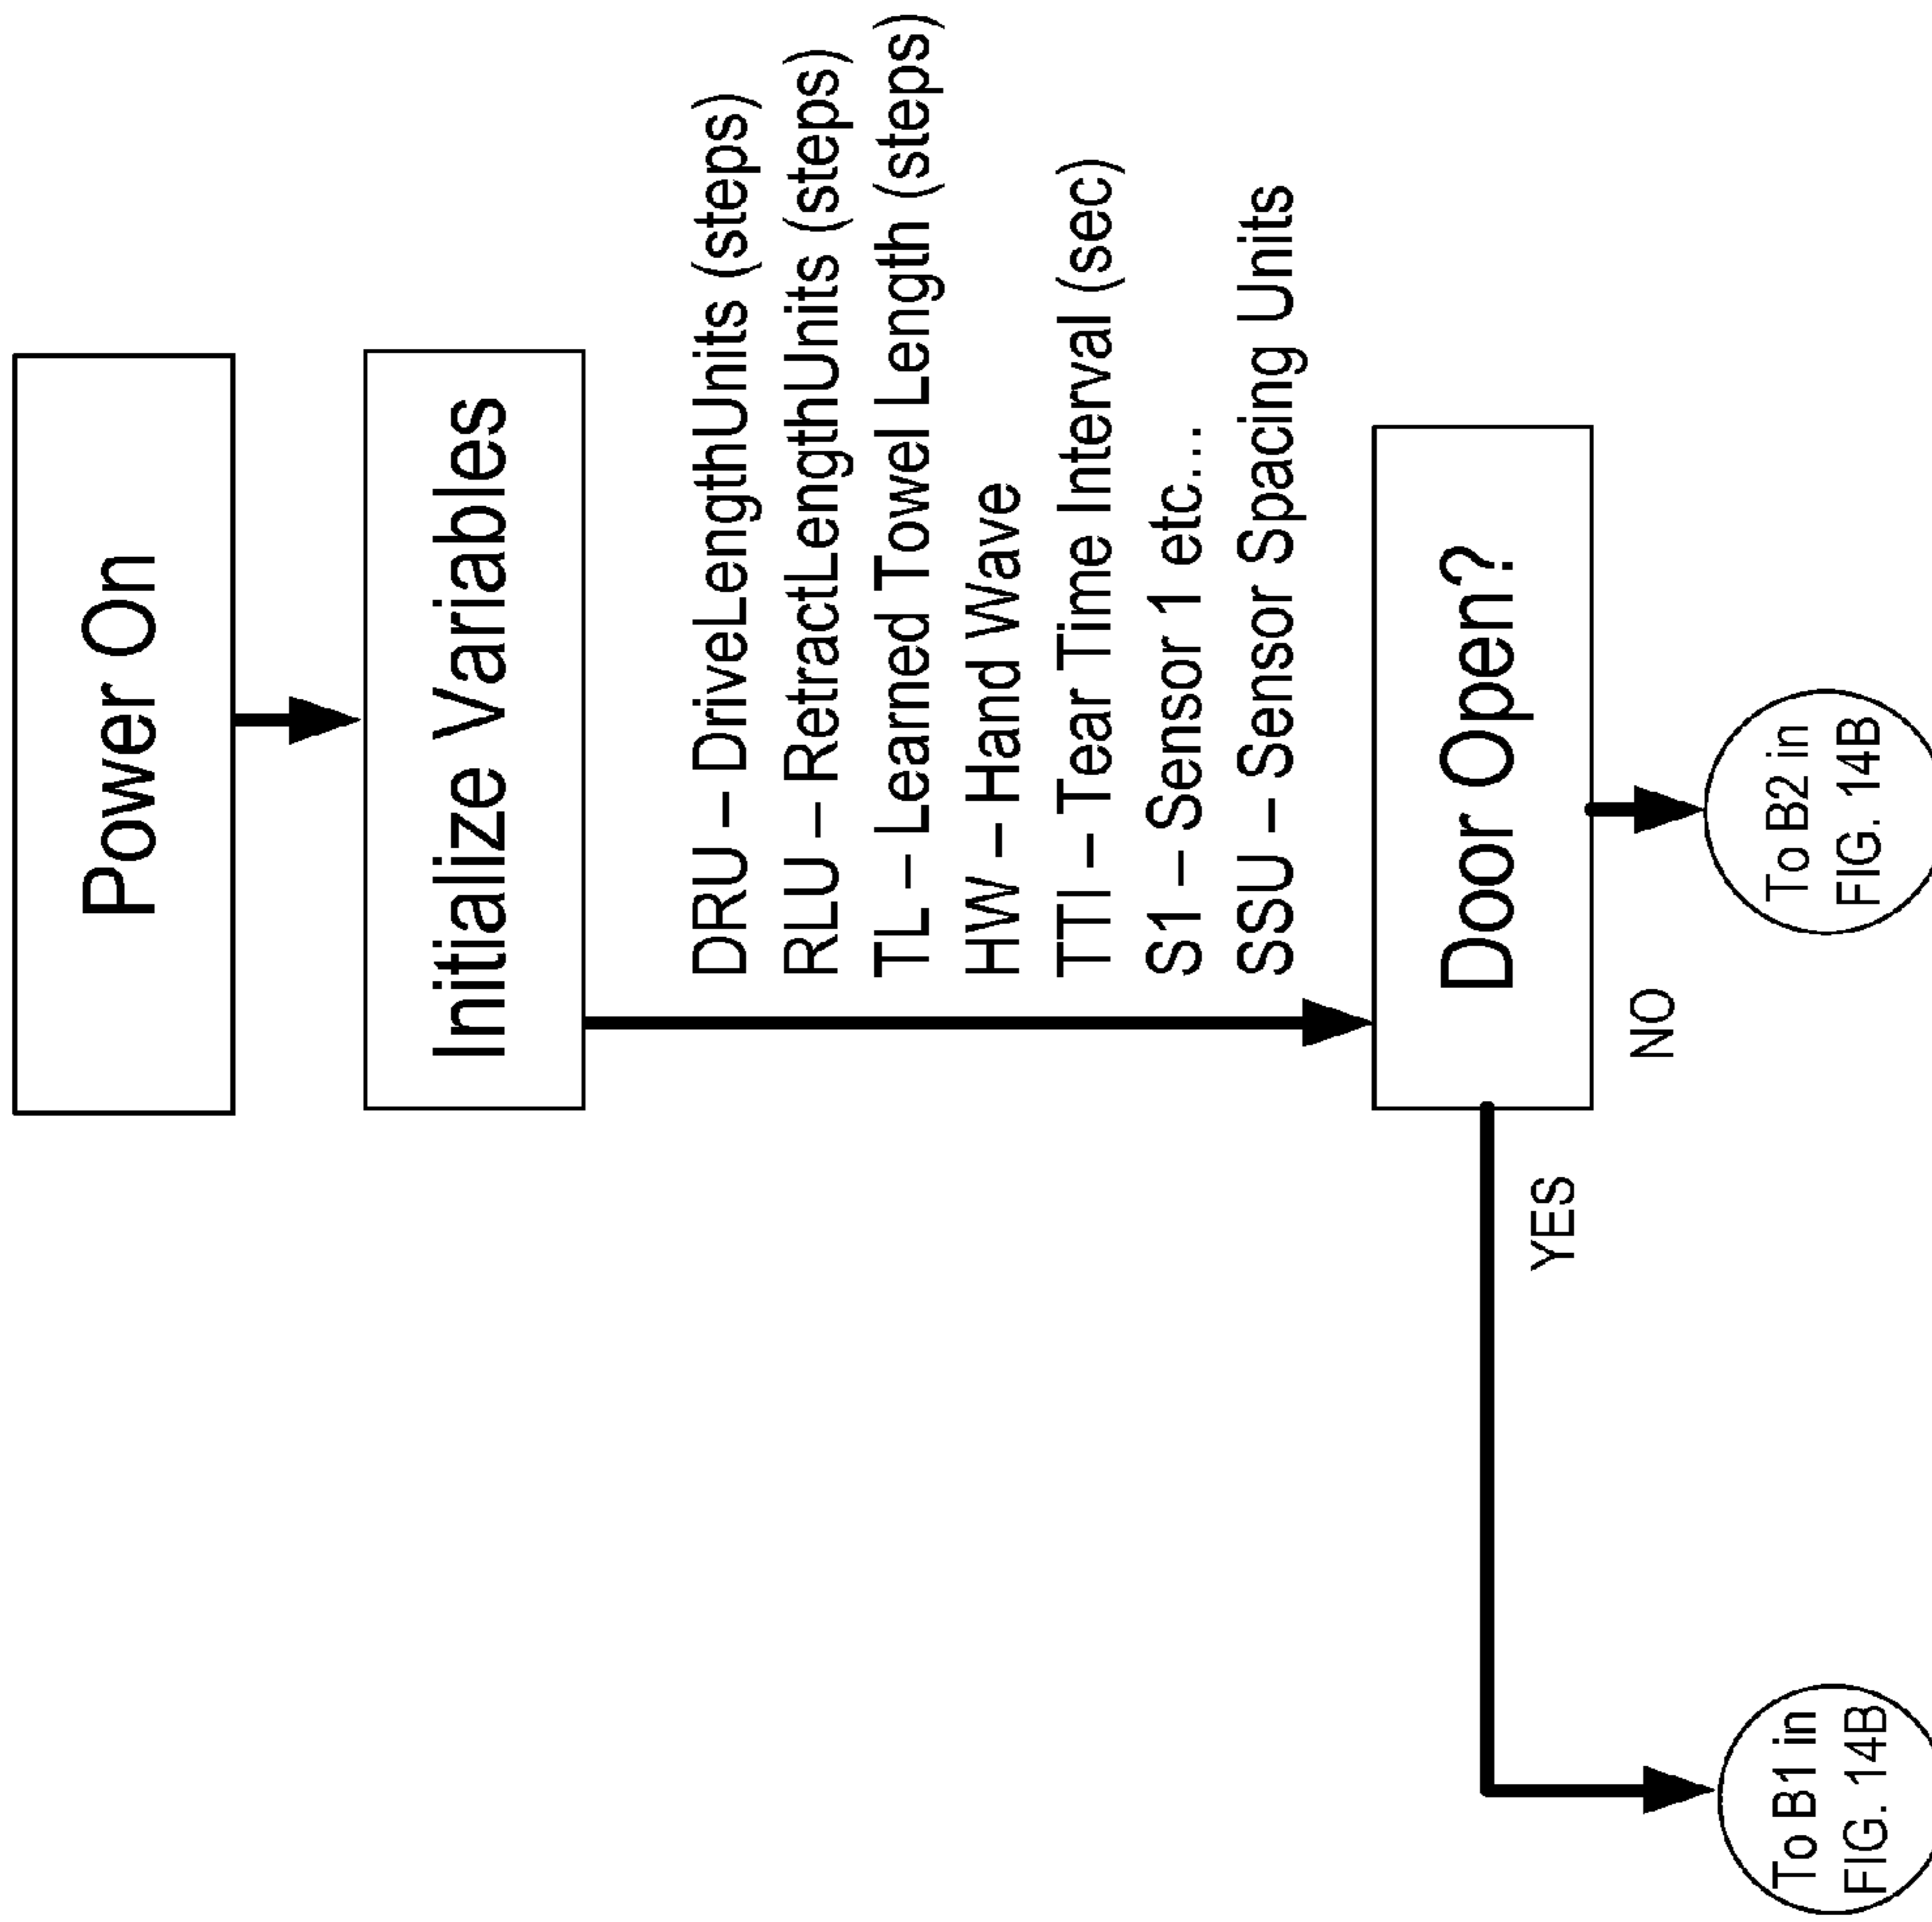 Power On
Initialize Variables
DRU – DriveLengthUnits (steps)
RLU – RetractLengthUnits (steps)
TL – Learned Towel Length (steps)
HW – Hand Wave
TTI – Tear Time Interval (sec)
S1 – Sensor 1 etc...
SSU – Sensor Spacing Units
Door Open?
YES
NO
To B1 in
FIG. 14B
To B2 in
FIG. 14B